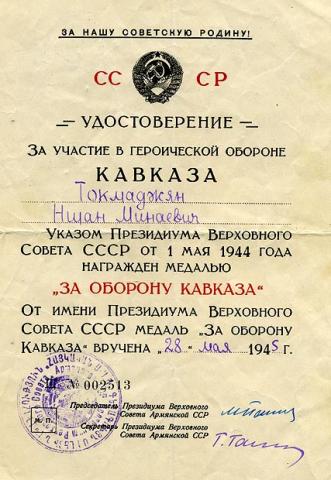 ЗА НАШУ СОВЕТСКУЮ РОДИНУ!
СС СР
УДОСТОВЕРЕНИЕ
ЗА УЧАСТИЕ В ГЕРОИЧЕСКОЙ ОБОРОНЕ
КАВКАЗА
Токмаджян
Ншан Минаевич
УКАЗОМ ПРЕЗИДИУМА ВЕРХОВНОГО
СОВЕТА СССР ОТ 1 МАЯ 1944 ГОДА
НАГРАЖДЕН МЕДАЛЬЮ
„ЗА ОБОРОНУ КАВКАЗА“
ОТ ИМЕНИ ПРЕЗИДИУМА ВЕРХОВНОГО
СОВЕТА СССР МЕДАЛЬ „ЗА ОБОРОНУ
КАВКАЗА“ ВРУЧЕНА „28“ мая 1945 г.
№ 002513
Председатель Президиума Верховного
Совета Армянской ССР
М.П.
Секретарь Президиума Верховного
Совета Армянской ССР